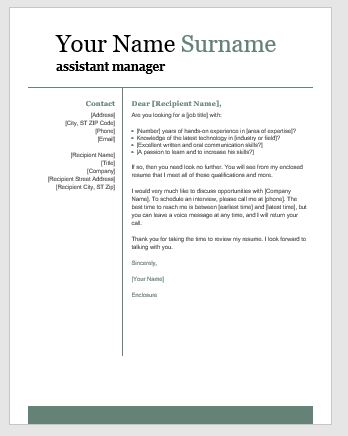 Your Name Surname
assistant manager
Contact
[Address]
[City, ST ZIP Code]
[Phone]
[Email]
[Recipient Name]
[Title]
[Company]
[Recipient Street Address]
[Recipient City, ST Zip]
Dear [Recipient Name],
Are you looking for a [job title] with:
• [Number] years of hands-on experience in [area of expertise]?
• Knowledge of the latest technology in [industry or field]?
• [Excellent written and oral communication skills?]
• [A passion to learn and to increase his skills?]
If so, then you need look no further. You will see from my enclosed
resume that I meet all of these qualifications and more.
I would very much like to discuss opportunities with [Company
Name]. To schedule an interview, please call me at [phone]. The
best time to reach me is between [earliest time] and [latest time], but
you can leave a voice message at any time, and I will return your
call.
Thank you for taking the time to review my resume. I look forward to
talking with you.
Sincerely,
[Your Name]
Enclosure